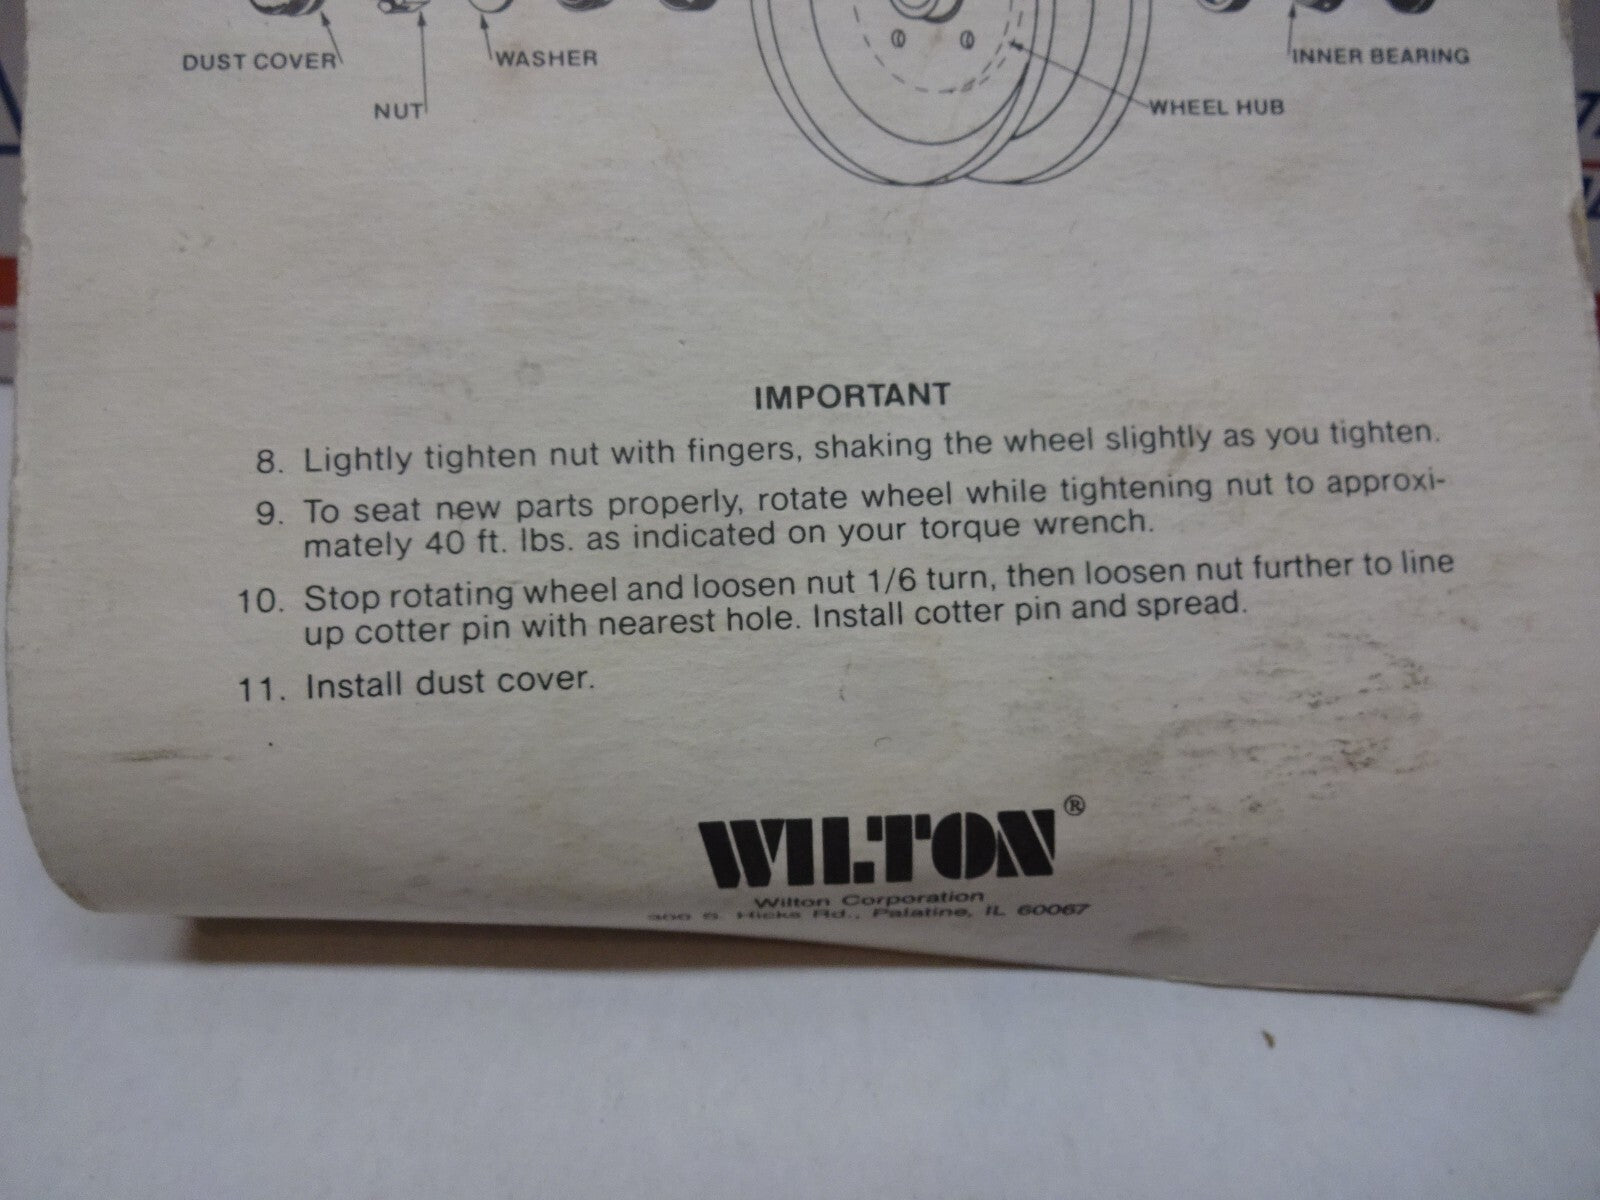 DUST COVER
WASHER
INNER BEARING
NUT
WHEEL HUB
IMPORTANT
8. Lightly tighten nut with fingers, shaking the wheel slightly as you tighten.
9. To seat new parts properly, rotate wheel while tightening nut to approxi-
mately 40 ft. lbs. as indicated on your torque wrench.
10. Stop rotating wheel and loosen nut 1/6 turn, then loosen nut further to line
up cotter pin with nearest hole. Install cotter pin and spread.
11. Install dust cover.
WILTON®
Wilton Corporation
S. Hicks Rd., Palatine, IL 60067